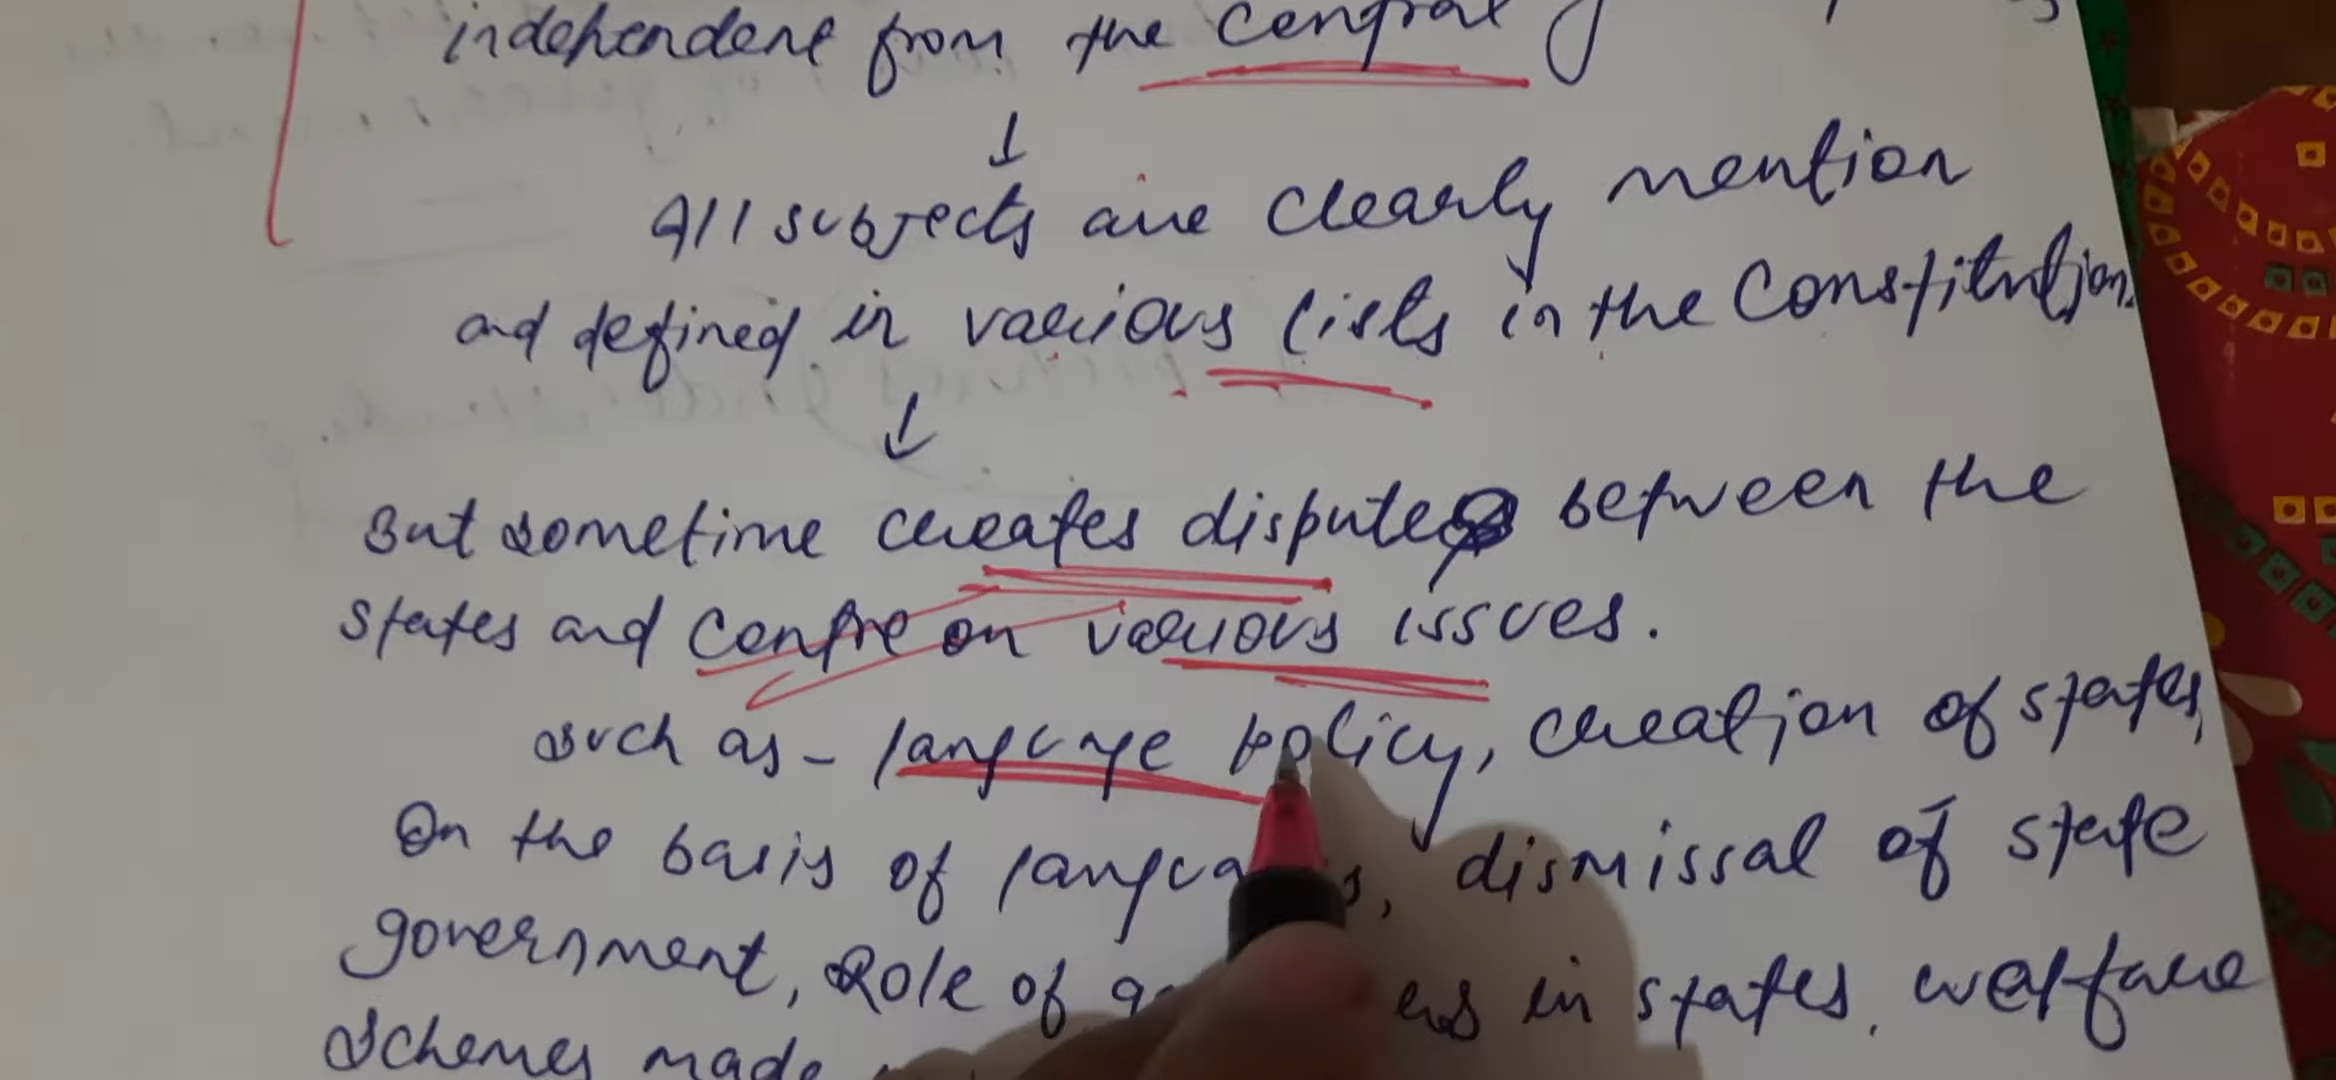 independent from the central
↓
All subjects are clearly mention
and defined in various lists in the constitution.
↓
But sometime creates dispute between the
states and centre on various issues.
such as - language policy, creation of states,
On the basis of, dismissal of state
government, Role of in states, welfare
schemes made